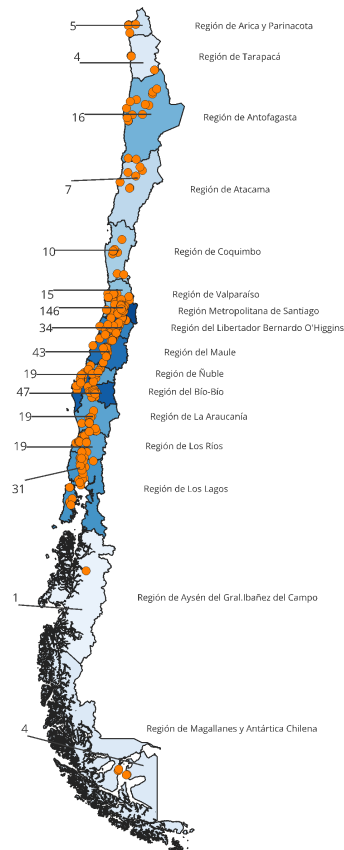 5 Región de Arica y Parinacota
4 Región de Tarapacá
16 Región de Antofagasta
7 Región de Atacama
10 Región de Coquimbo
15 Región de Valparaíso
146 Región Metropolitana de Santiago
34 Región del Libertador Bernardo O'Higgins
43 Región del Maule
19 Región de Ñuble
47 Región del Bío-Bío
19 Región de La Araucanía
19 Región de Los Ríos
31 Región de Los Lagos
1 Región de Aysén del Gral.Ibañez del Campo
4 Región de Magallanes y Antártica Chilena